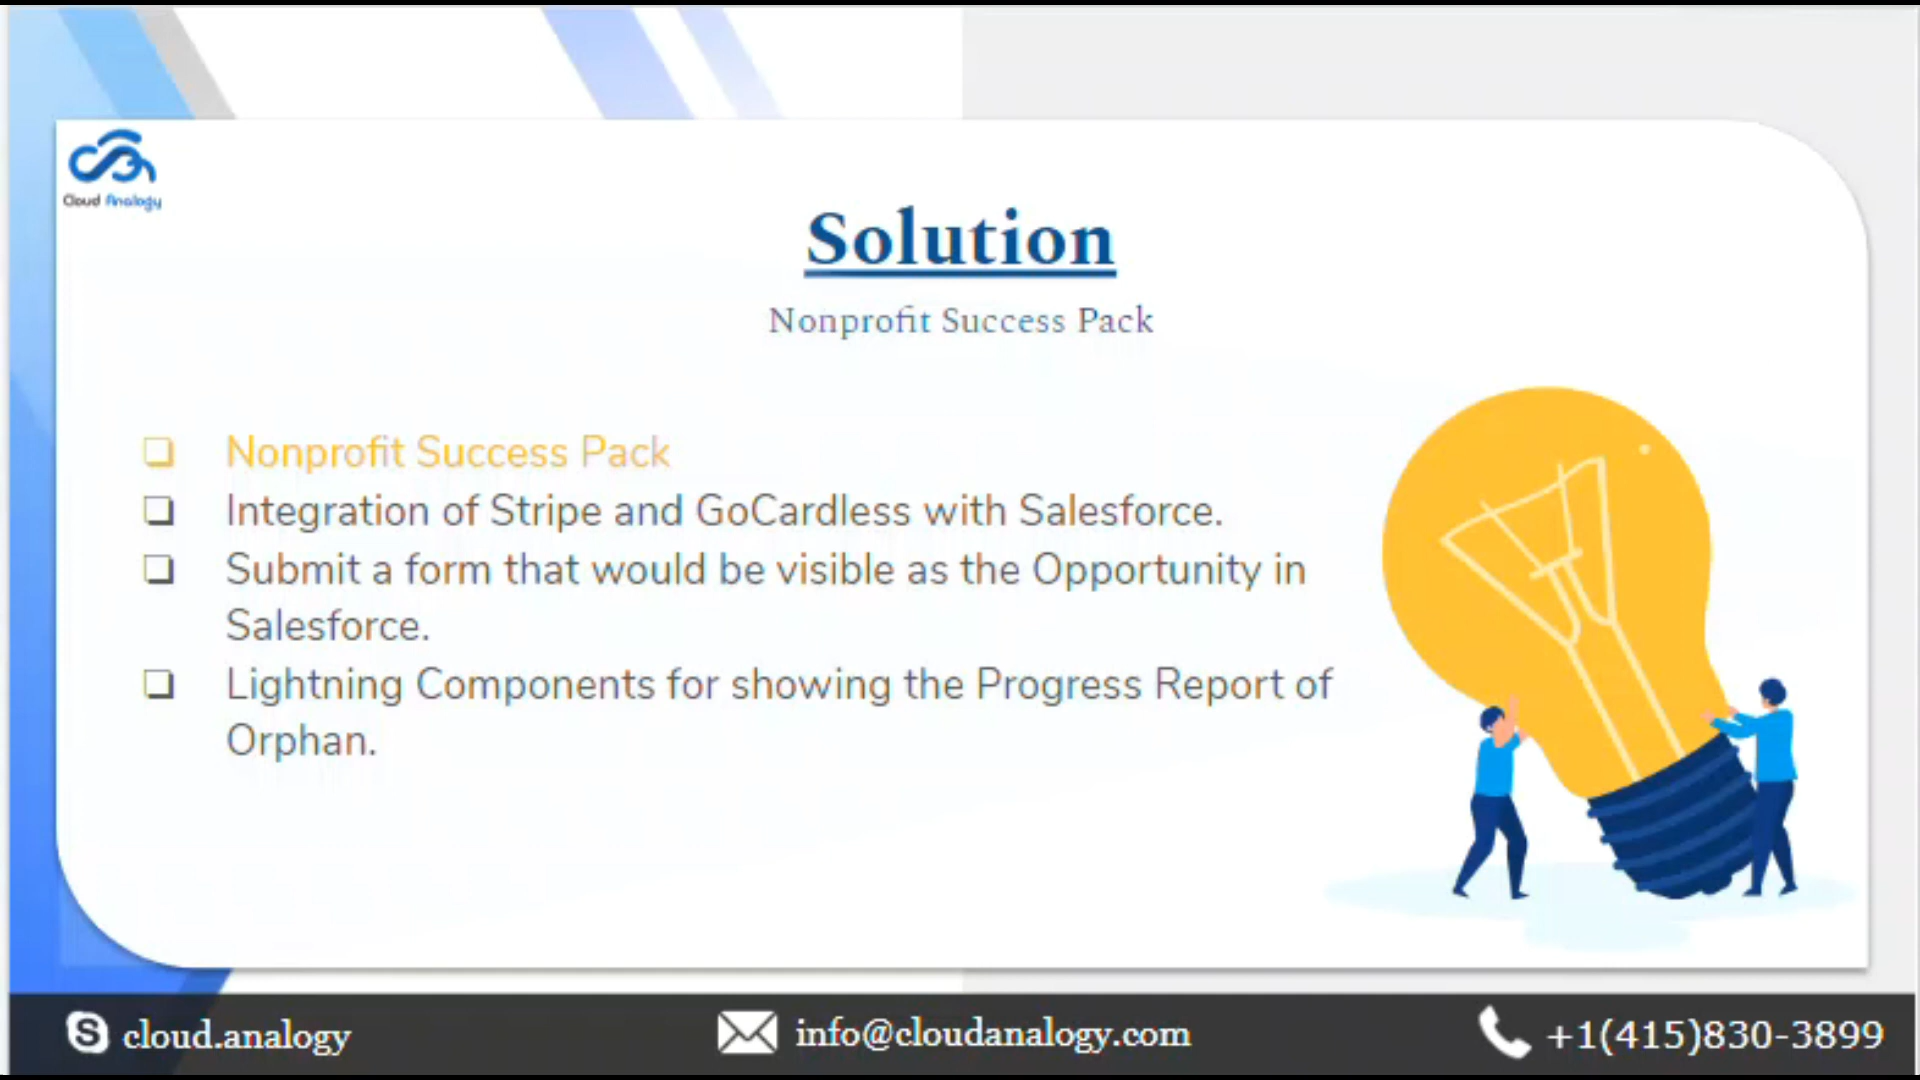 Cloud Analogy
Solution
Nonprofit Success Pack
❑ Nonprofit Success Pack
❑ Integration of Stripe and GoCardless with Salesforce.
❑ Submit a form that would be visible as the Opportunity in
Salesforce.
❑ Lightning Components for showing the Progress Report of
Orphan.
cloud.analogy
info@cloudanalogy.com
+1(415)830-3899